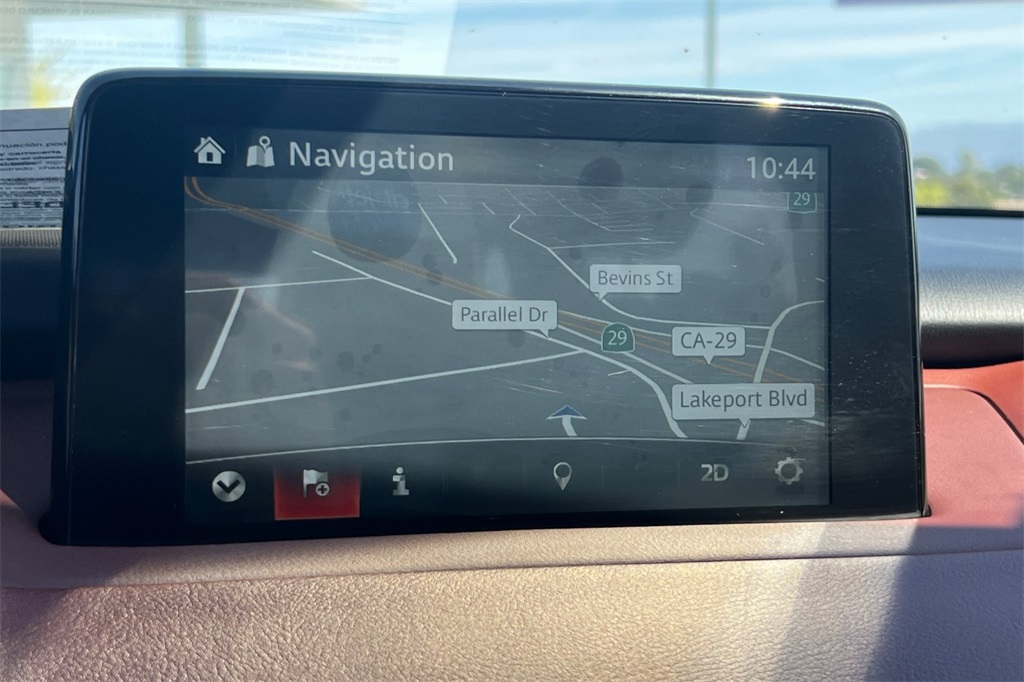 Navigation
10:44
29
Bevins St
Parallel Dr
29
CA-29
Lakeport Blvd
2D